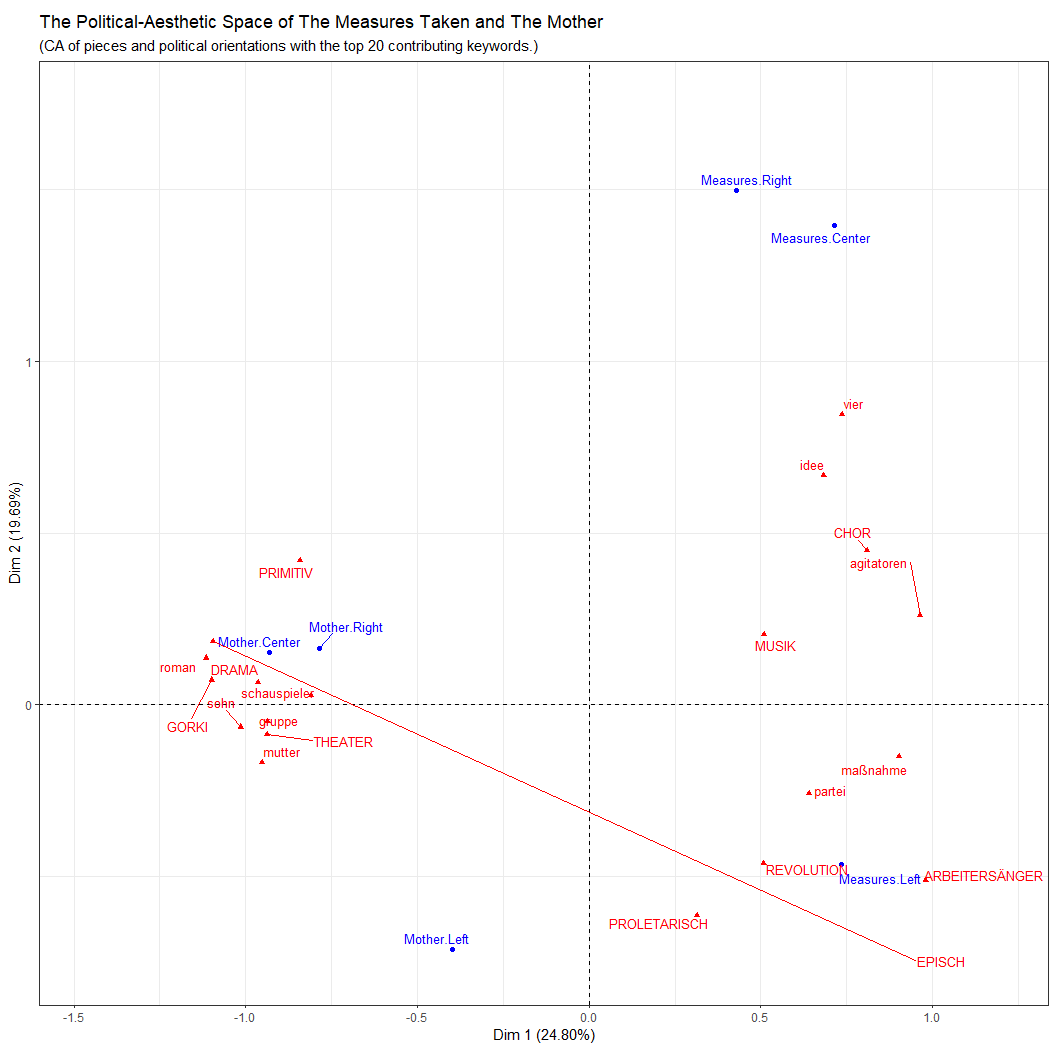 The Political-Aesthetic Space of The Measures Taken and The Mother
(CA of pieces and political orientations with the top 20 contributing keywords.)
Measures.Right
Measures.Center
1
vier
idee
CHOR
agitatoren
PRIMITIV
Mother.Right
Mother.Center
MUSIK
roman
DRAMA
schauspieler
sohn
0
gruppe
GORKI
THEATER
mutter
maßnahme
partei
REVOLUTION
Measures.Left
ARBEITERSÄNGER
PROLETARISCH
Mother.Left
EPISCH
Dim 2 (19.69%)
-1.5 -1.0 -0.5 0.0 0.5 1.0
Dim 1 (24.80%)